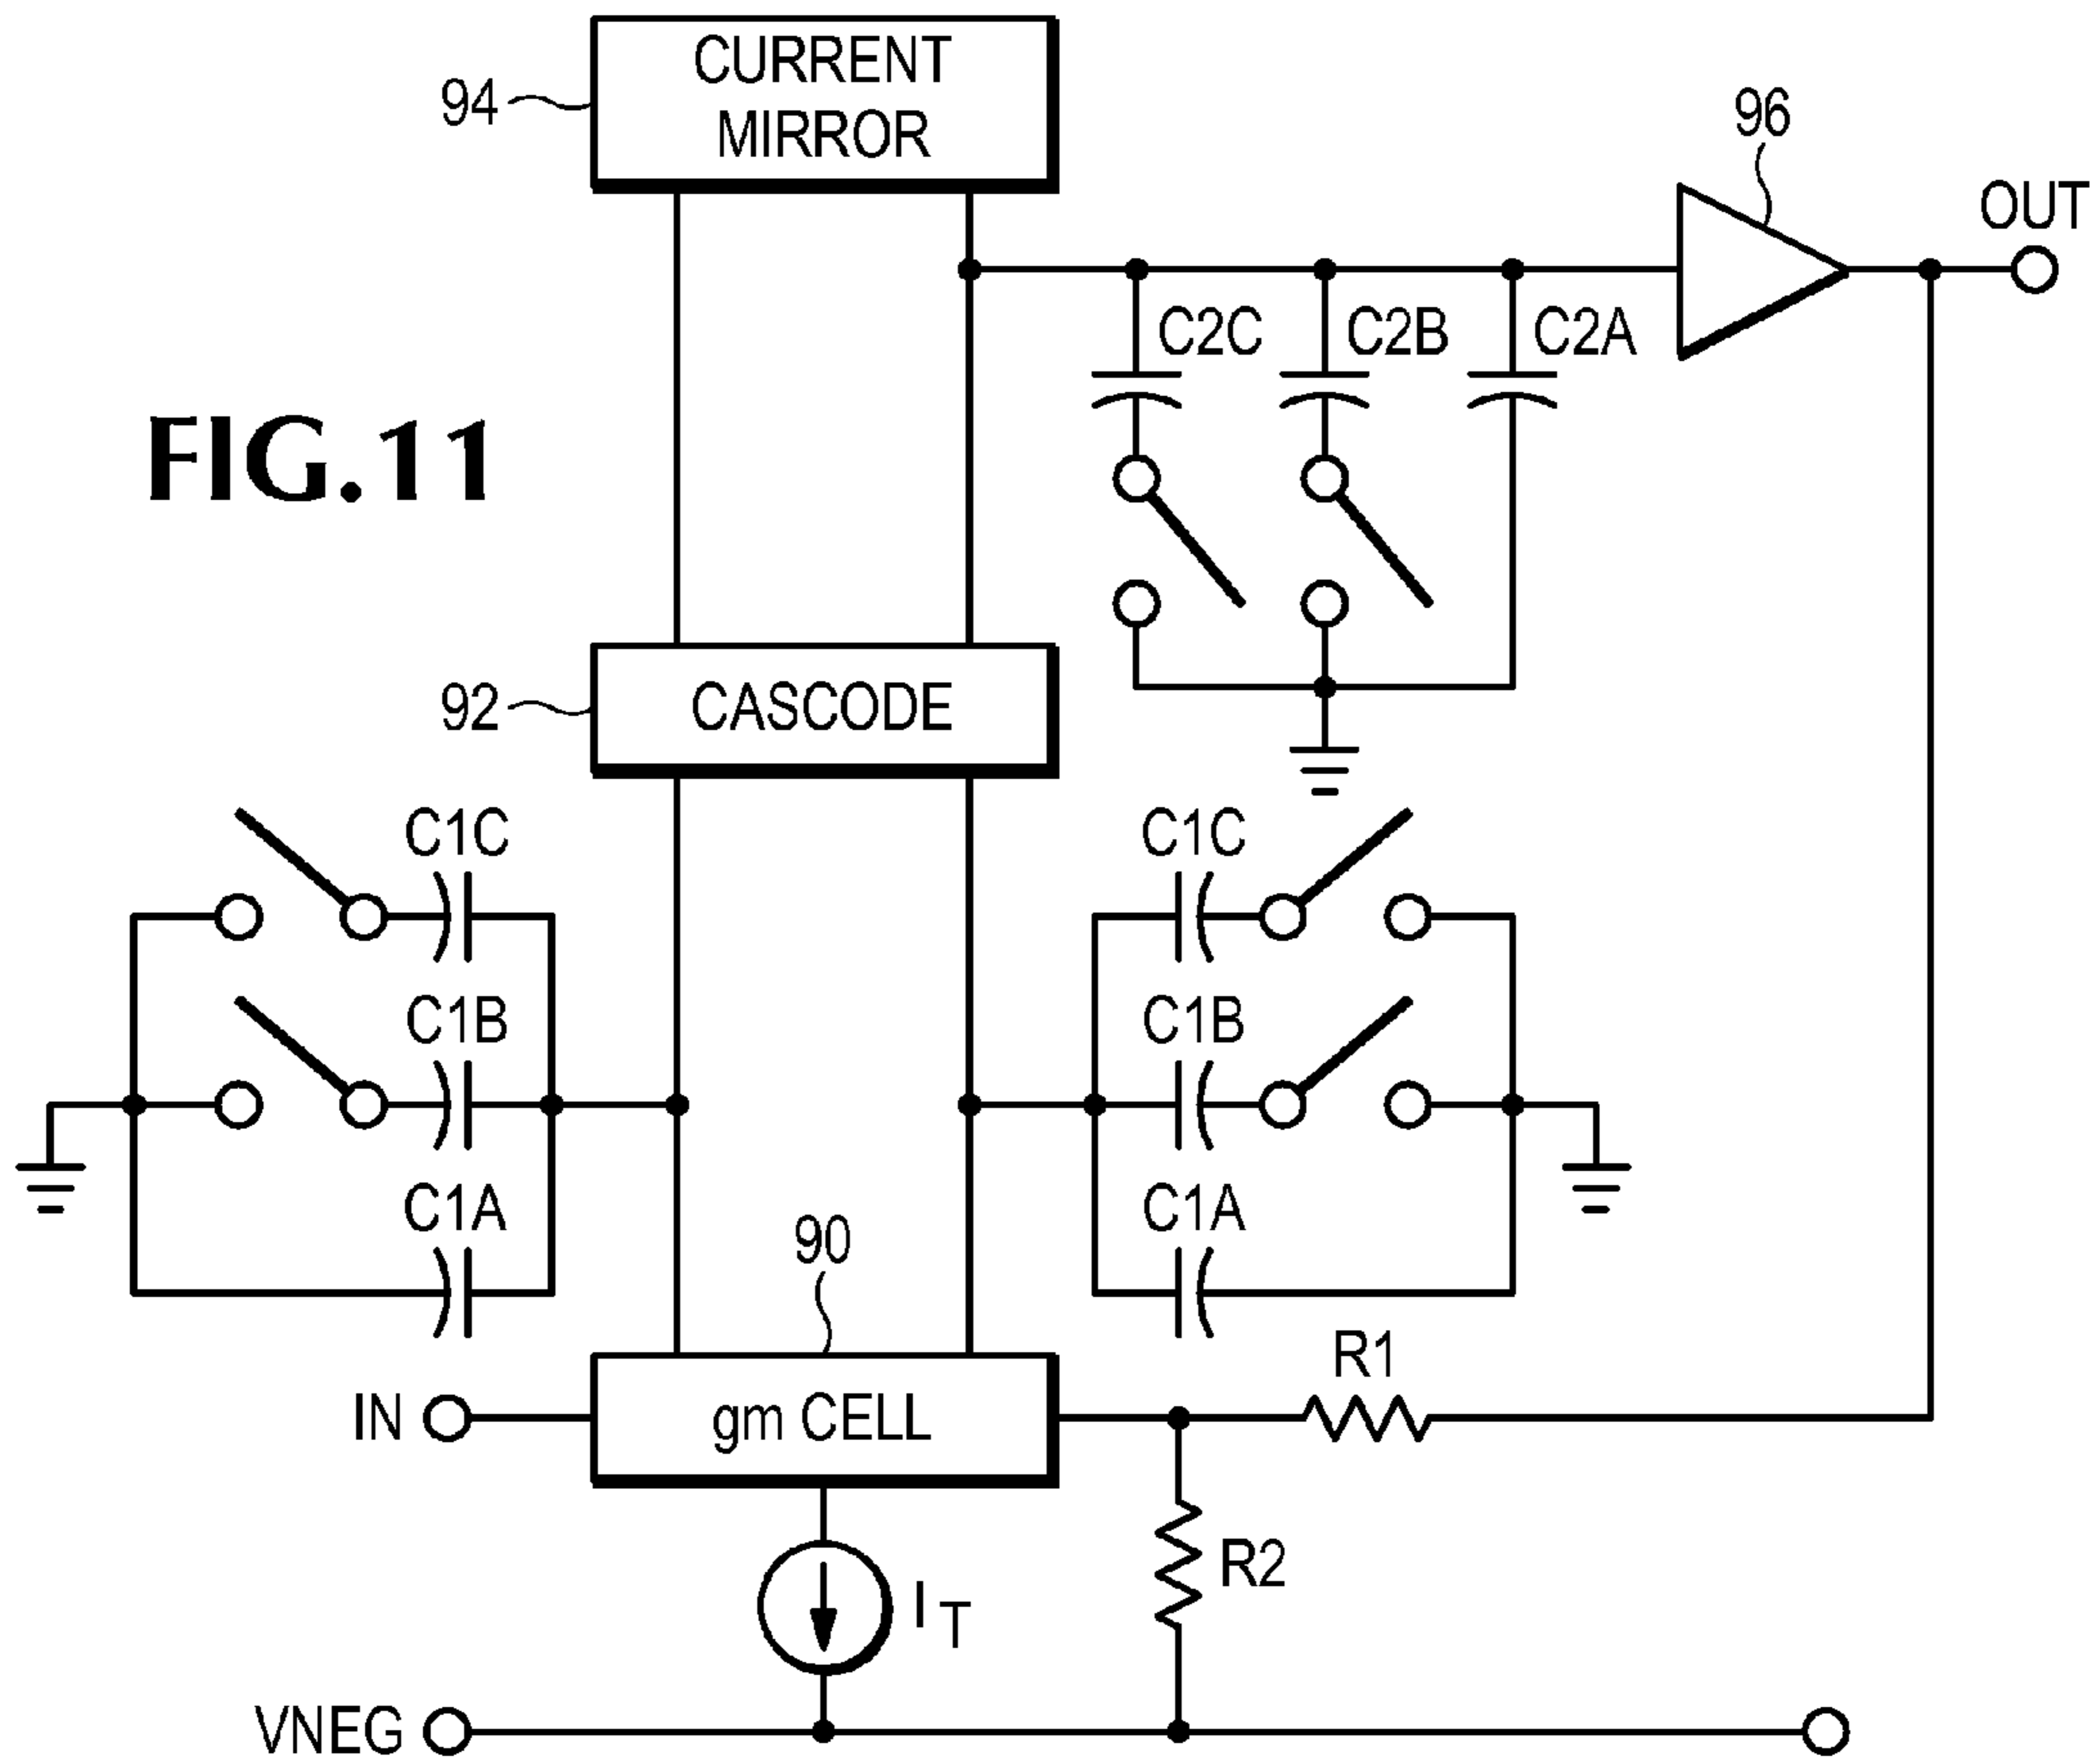 CURRENT
MIRROR
94
96
OUT
C2C
C2B
C2A
FIG.11
92
CASCODE
C1C
C1C
C1B
C1B
C1A
C1A
90
R1
IN
gm CELL
R2
IT
VNEG